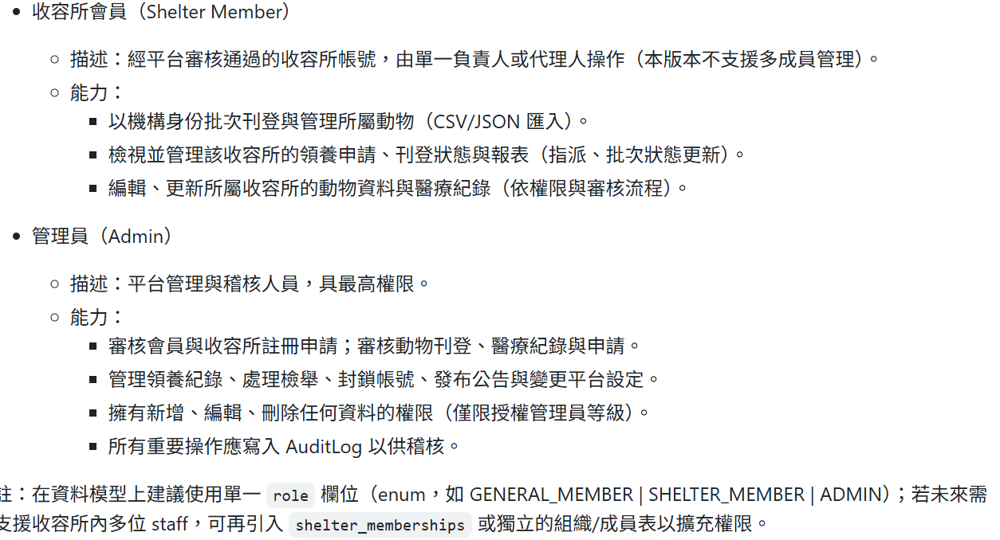 收容所會員（Shelter Member）
描述：經平台審核通過的收容所帳號，由單一負責人或代理人操作（本版本不支援多成員管理）。
能力：
以機構身份批次刊登與管理所屬動物（CSV/JSON 匯入）。
檢視並管理該收容所的領養申請、刊登狀態與報表（指派、批次狀態更新）。
編輯、更新所屬收容所的動物資料與醫療紀錄（依權限與審核流程）。
管理員（Admin）
描述：平台管理與稽核人員，具最高權限。
能力：
審核會員與收容所註冊申請；審核動物刊登、醫療紀錄與申請。
管理領養紀錄、處理檢舉、封鎖帳號、發布公告與變更平台設定。
擁有新增、編輯、刪除任何資料的權限（僅限授權管理員等級）。
所有重要操作應寫入 AuditLog 以供稽核。
註：在資料模型上建議使用單一 role 欄位（enum，如 GENERAL_MEMBER | SHELTER_MEMBER | ADMIN）；若未來需
支援收容所內多位 staff，可再引入 shelter_memberships 或獨立的組織/成員表以擴充權限。